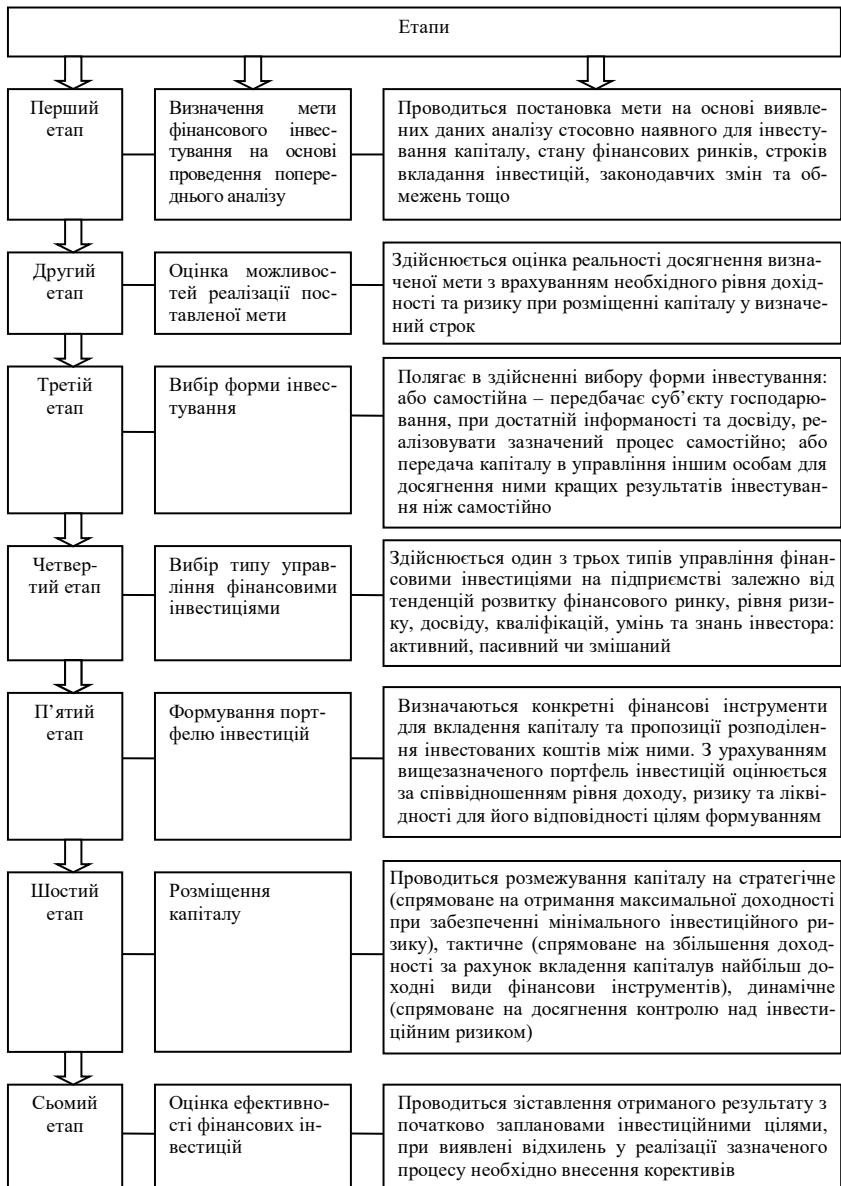 Етапи
Перший
етап
Визначення мети
фінансового інвес-
тування на основі
проведення попере-
днього аналізу
Проводиться постановка мети на основі виявле-
них даних аналізу стосовно наявного для інвесту-
вання капіталу, стану фінансових ринків, строків
вкладання інвестицій, законодавчих змін та об-
межень тощо
Другий
етап
Оцінка можливос-
тей реалізації пос-
тавленої мети
Здійснюється оцінка реальності досягнення визна-
ченої мети з врахуванням необхідного рівня дохід-
ності та ризику при розміщенні капіталу у визначе-
ний строк
Третій
етап
Вибір форми інвес-
тування
Полягає в здійсненні вибору форми інвестування:
або самостійна – передбачає суб’єкту господарю-
вання, при достатній інформаності та досвіду, ре-
алізовувати зазначений процес самостійно; або
передача капіталу в управління іншим особам для
досягнення ними кращих результатів інвестуван-
ня ніж самостійно
Четвер-
тий етап
Вибір типу управ-
ління фінансовими
інвестиціями
Здійснюється один з трьох типів управління фінан-
совими інвестиціями на підприємстві залежно від
тенденцій розвитку фінансового ринку, рівня ризи-
ку, досвіду, кваліфікацій, умінь та знань інвестора:
активний, пасивний чи змішаний
П’ятий
етап
Формування порт-
фелю інвестицій
Визначаються конкретні фінансові інструменти
для вкладення капіталу та пропозиції розподілен-
ня інвестованих коштів між ними. З урахуванням
вищезазначеного портфель інвестицій оцінюється
за співвідношенням рівня доходу, ризику та ліквід-
ності для його відповідності цілям формуванням
Шостий
етап
Розміщення
капіталу
Проводиться розмежування капіталу на стратегічне
(спрямоване на отримання максимальної доходності
при забезпеченні мінімального інвестиційного ри-
зику), тактичне (спрямоване на збільшення доход-
ності за рахунок вкладення капіталув найбільш до-
ходні види фінансови інструментів), динамічне
(спрямоване на досягнення контролю над інвести-
ційним ризиком)
Сьомий
етап
Оцінка ефективно-
сті фінансових ін-
вестицій
Проводиться зіставлення отриманого результату з
початково запланоvами інвестиційними цілями,
при виявлені відхилень у реалізації зазначеного
процесу необхідно внесення корективів